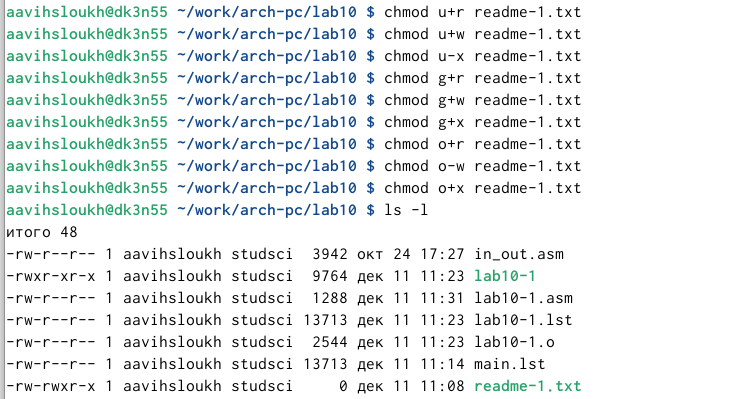 aavihsloukh@dk3n55 ~/work/arch-pc/lab10 $ chmod u+r readme-1.txt
aavihsloukh@dk3n55 ~/work/arch-pc/lab10 $ chmod u+w readme-1.txt
aavihsloukh@dk3n55 ~/work/arch-pc/lab10 $ chmod u-x readme-1.txt
aavihsloukh@dk3n55 ~/work/arch-pc/lab10 $ chmod g+r readme-1.txt
aavihsloukh@dk3n55 ~/work/arch-pc/lab10 $ chmod g+w readme-1.txt
aavihsloukh@dk3n55 ~/work/arch-pc/lab10 $ chmod g+x readme-1.txt
aavihsloukh@dk3n55 ~/work/arch-pc/lab10 $ chmod o+r readme-1.txt
aavihsloukh@dk3n55 ~/work/arch-pc/lab10 $ chmod o-w readme-1.txt
aavihsloukh@dk3n55 ~/work/arch-pc/lab10 $ chmod o+x readme-1.txt
aavihsloukh@dk3n55 ~/work/arch-pc/lab10 $ ls -l
итого 48
-rw-r--r-- 1 aavihsloukh studsci  3942 окт 24 17:27 in_out.asm
-rwxr-xr-x 1 aavihsloukh studsci  9764 дек 11 11:23 lab10-1
-rw-r--r-- 1 aavihsloukh studsci  1288 дек 11 11:31 lab10-1.asm
-rw-r--r-- 1 aavihsloukh studsci 13713 дек 11 11:23 lab10-1.lst
-rw-r--r-- 1 aavihsloukh studsci  2544 дек 11 11:23 lab10-1.o
-rw-r--r-- 1 aavihsloukh studsci 13713 дек 11 11:14 main.lst
-rw-rwxr-x 1 aavihsloukh studsci     0 дек 11 11:08 readme-1.txt